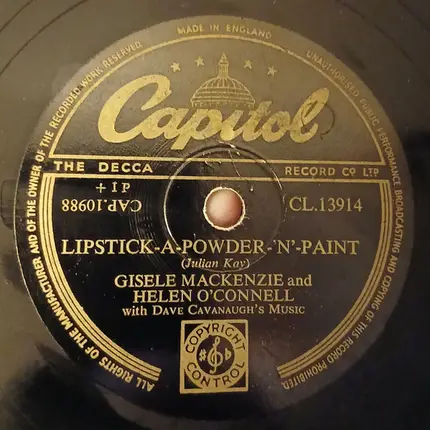 MADE IN ENGLAND
Capitol
THE DECCA RECORD CO LTD
CAP.10988 CL.13914
+ 1 P
LIPSTICK-A-POWDER-'N'-PAINT
(Julian Kay)
GISELE MACKENZIE and
HELEN O'CONNELL
with DAVE CAVANAUGH'S MUSIC
COPYRIGHT
CONTROL
ALL RIGHTS OF THE MANUFACTURER AND OF THE OWNER OF THE RECORDED WORK RESERVED
UNAUTHORISED PUBLIC PERFORMANCE BROADCASTING AND COPYING OF THIS RECORD PROHIBITED.